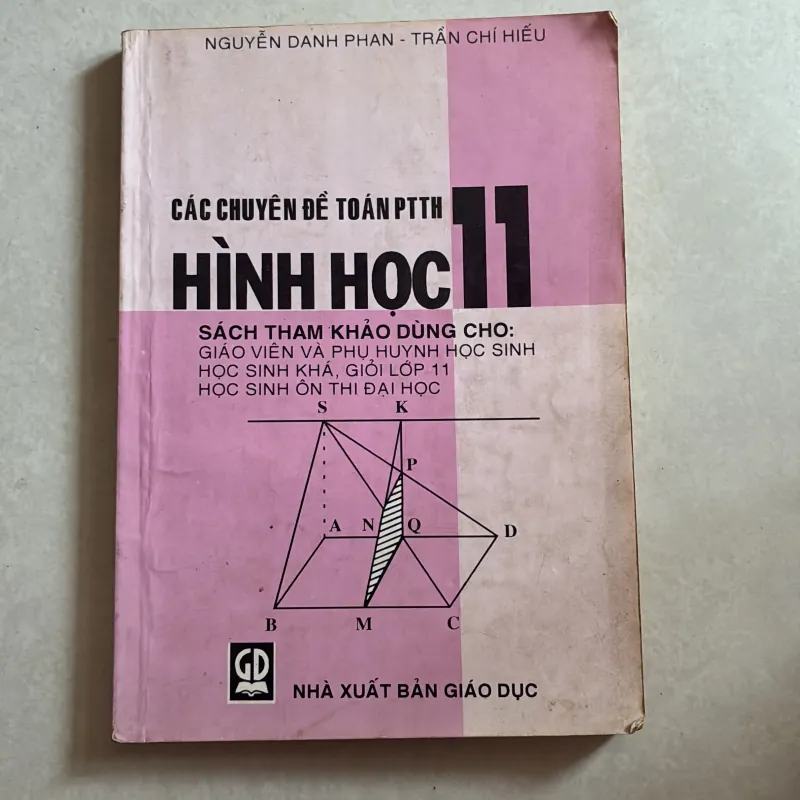 NGUYỄN DANH PHAN - TRẦN CHÍ HIẾU
CÁC CHUYÊN ĐỀ TOÁN PTTH
HÌNH HỌC 11
SÁCH THAM KHẢO DÙNG CHO:
GIÁO VIÊN VÀ PHỤ HUYNH HỌC SINH
HỌC SINH KHÁ, GIỎI LỚP 11
HỌC SINH ÔN THI ĐẠI HỌC
S K
P
A N Q D
B M C
GD
NHÀ XUẤT BẢN GIÁO DỤC